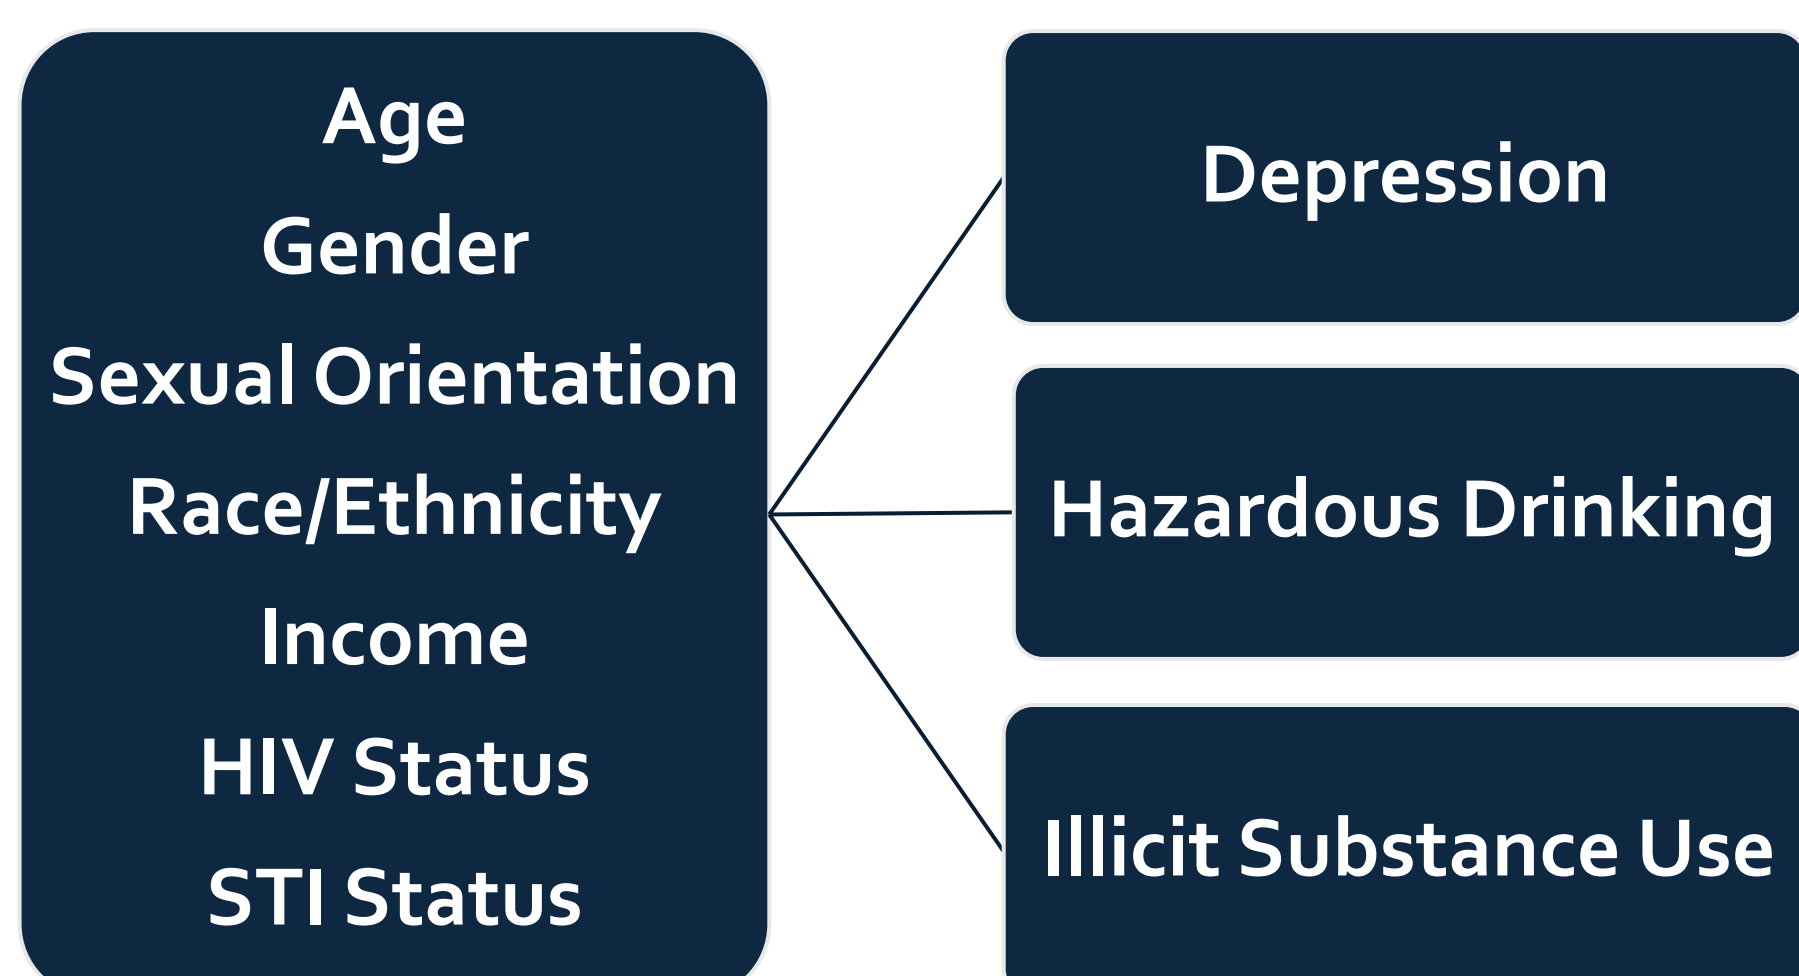 Age
Gender
Sexual Orientation
Race/Ethnicity
Income
HIV Status
STI Status
Depression
Hazardous Drinking
Illicit Substance Use